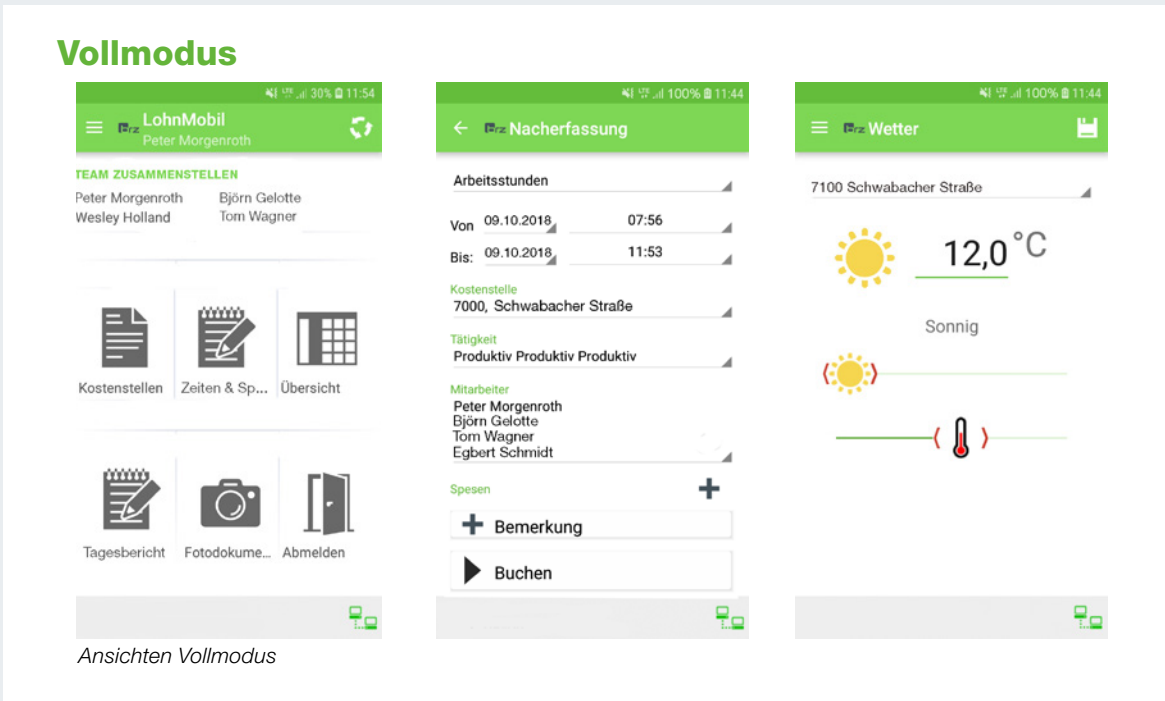 Vollmodus
30% 11:54
LohnMobil
Peter Morgenroth
TEAM ZUSAMMENSTELLEN
Peter Morgenroth Björn Gelotte
Wesley Holland Tom Wagner
Kostenstellen Zeiten & Sp... Übersicht
Tagesbericht Fotodokume... Abmelden
LTE 100% 11:44
Nacherfassung
Arbeitsstunden
Von 09.10.2018 07:56
Bis: 09.10.2018 11:53
Kostenstelle
7000, Schwabacher Straße
Tätigkeit
Produktiv Produktiv Produktiv
Mitarbeiter
Peter Morgenroth
Björn Gelotte
Tom Wagner
Egbert Schmidt
Spesen
Bemerkung
Buchen
LTE 100% 11:44
Wetter
7100 Schwabacher Straße
12,0 °C
Sonnig
Ansichten Vollmodus